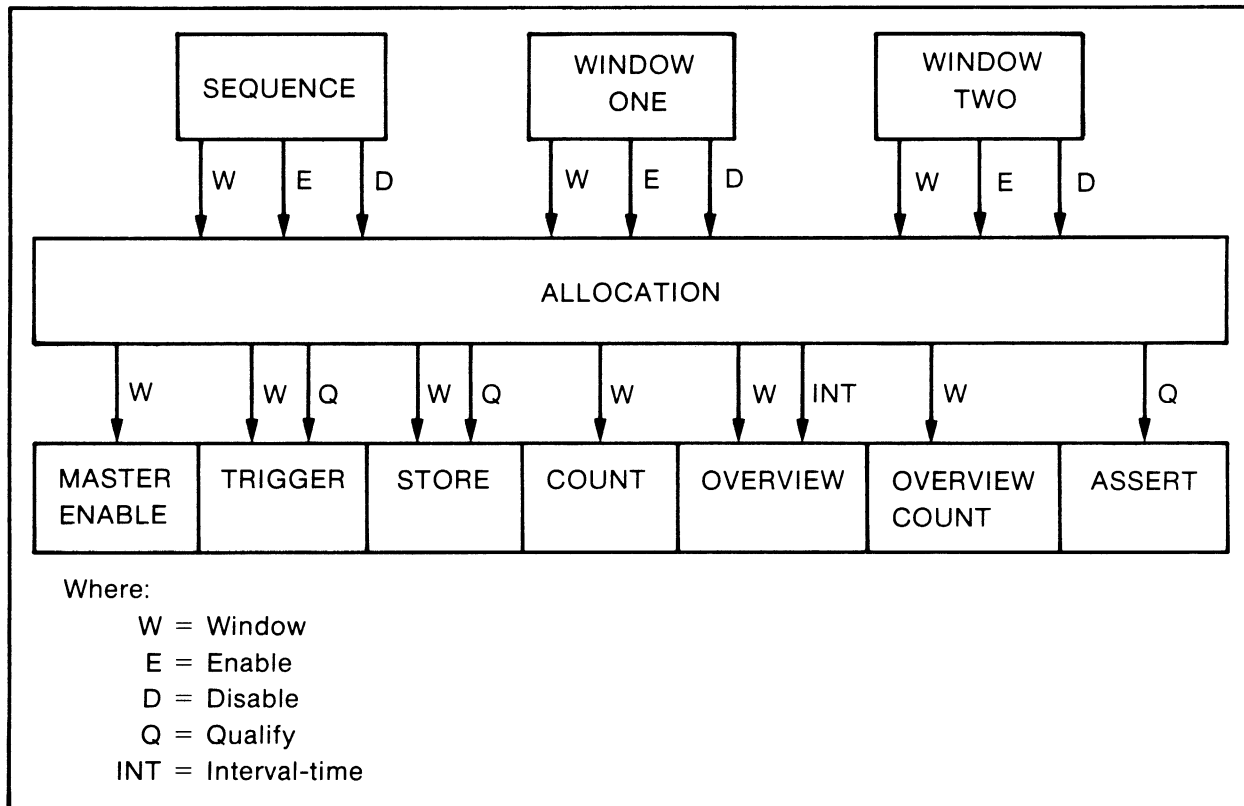 SEQUENCE
WINDOW
ONE
WINDOW
TWO
W E D W E D W E D
ALLOCATION
W W Q W Q W W INT W Q
MASTER
ENABLE
TRIGGER
STORE
COUNT
OVERVIEW
OVERVIEW
COUNT
ASSERT
Where:
W = Window
E = Enable
D = Disable
Q = Qualify
INT = Interval-time